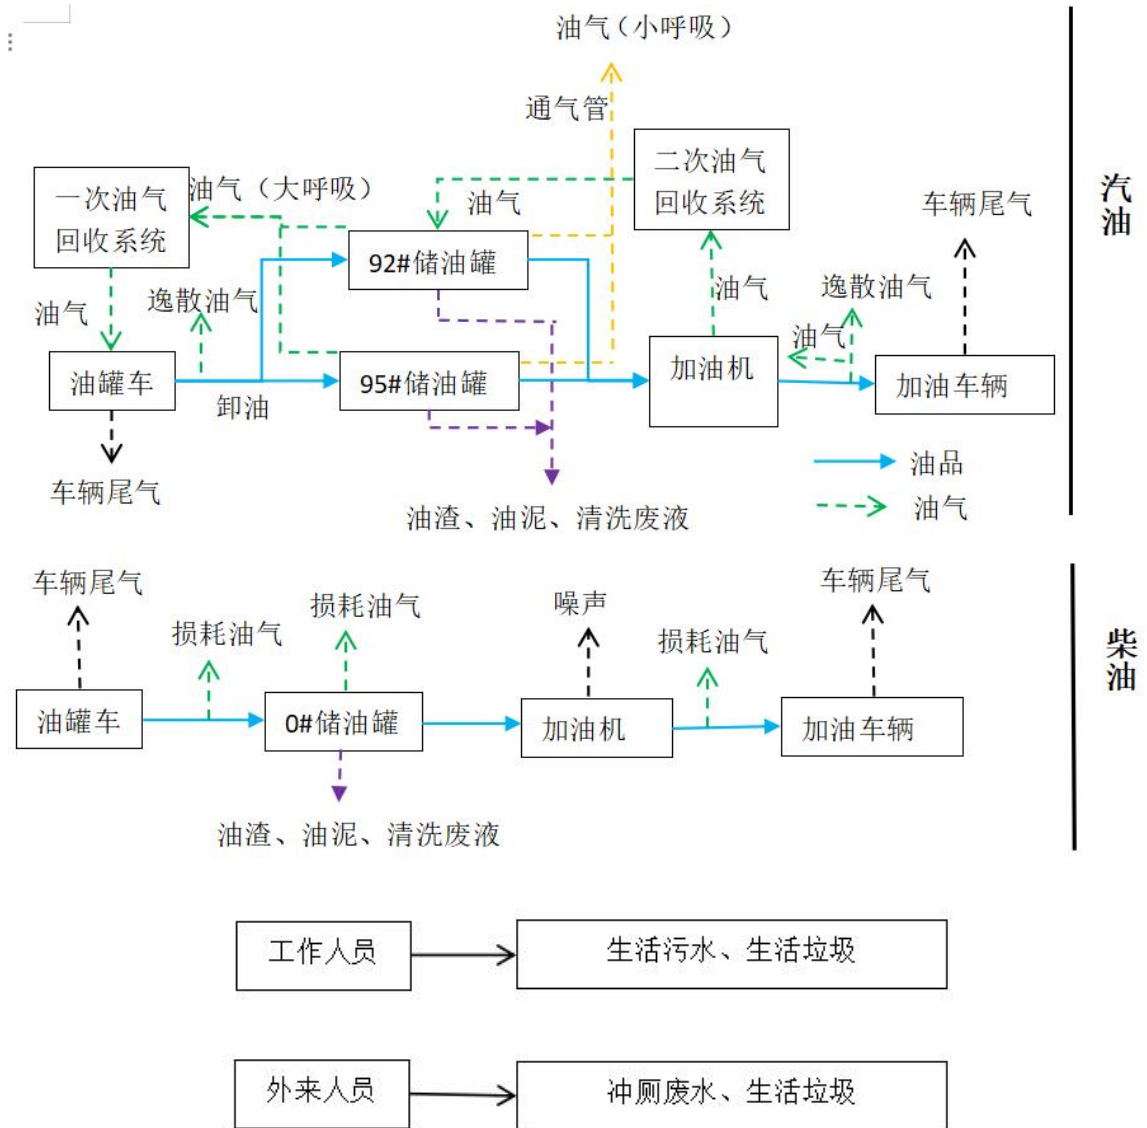 油气（小呼吸）
通气管
二次油气
回收系统
一次油气
回收系统
油气（大呼吸）
油气
车辆尾气
汽油
92#储油罐
油气
逸散油气
油气
逸散油气
油气
油罐车
卸油
95#储油罐
加油机
加油车辆
车辆尾气
油渣、油泥、清洗废液
油品
油气
车辆尾气
损耗油气
损耗油气
噪声
损耗油气
车辆尾气
柴油
油罐车
0#储油罐
加油机
加油车辆
油渣、油泥、清洗废液
工作人员
生活污水、生活垃圾
外来人员
冲厕废水、生活垃圾